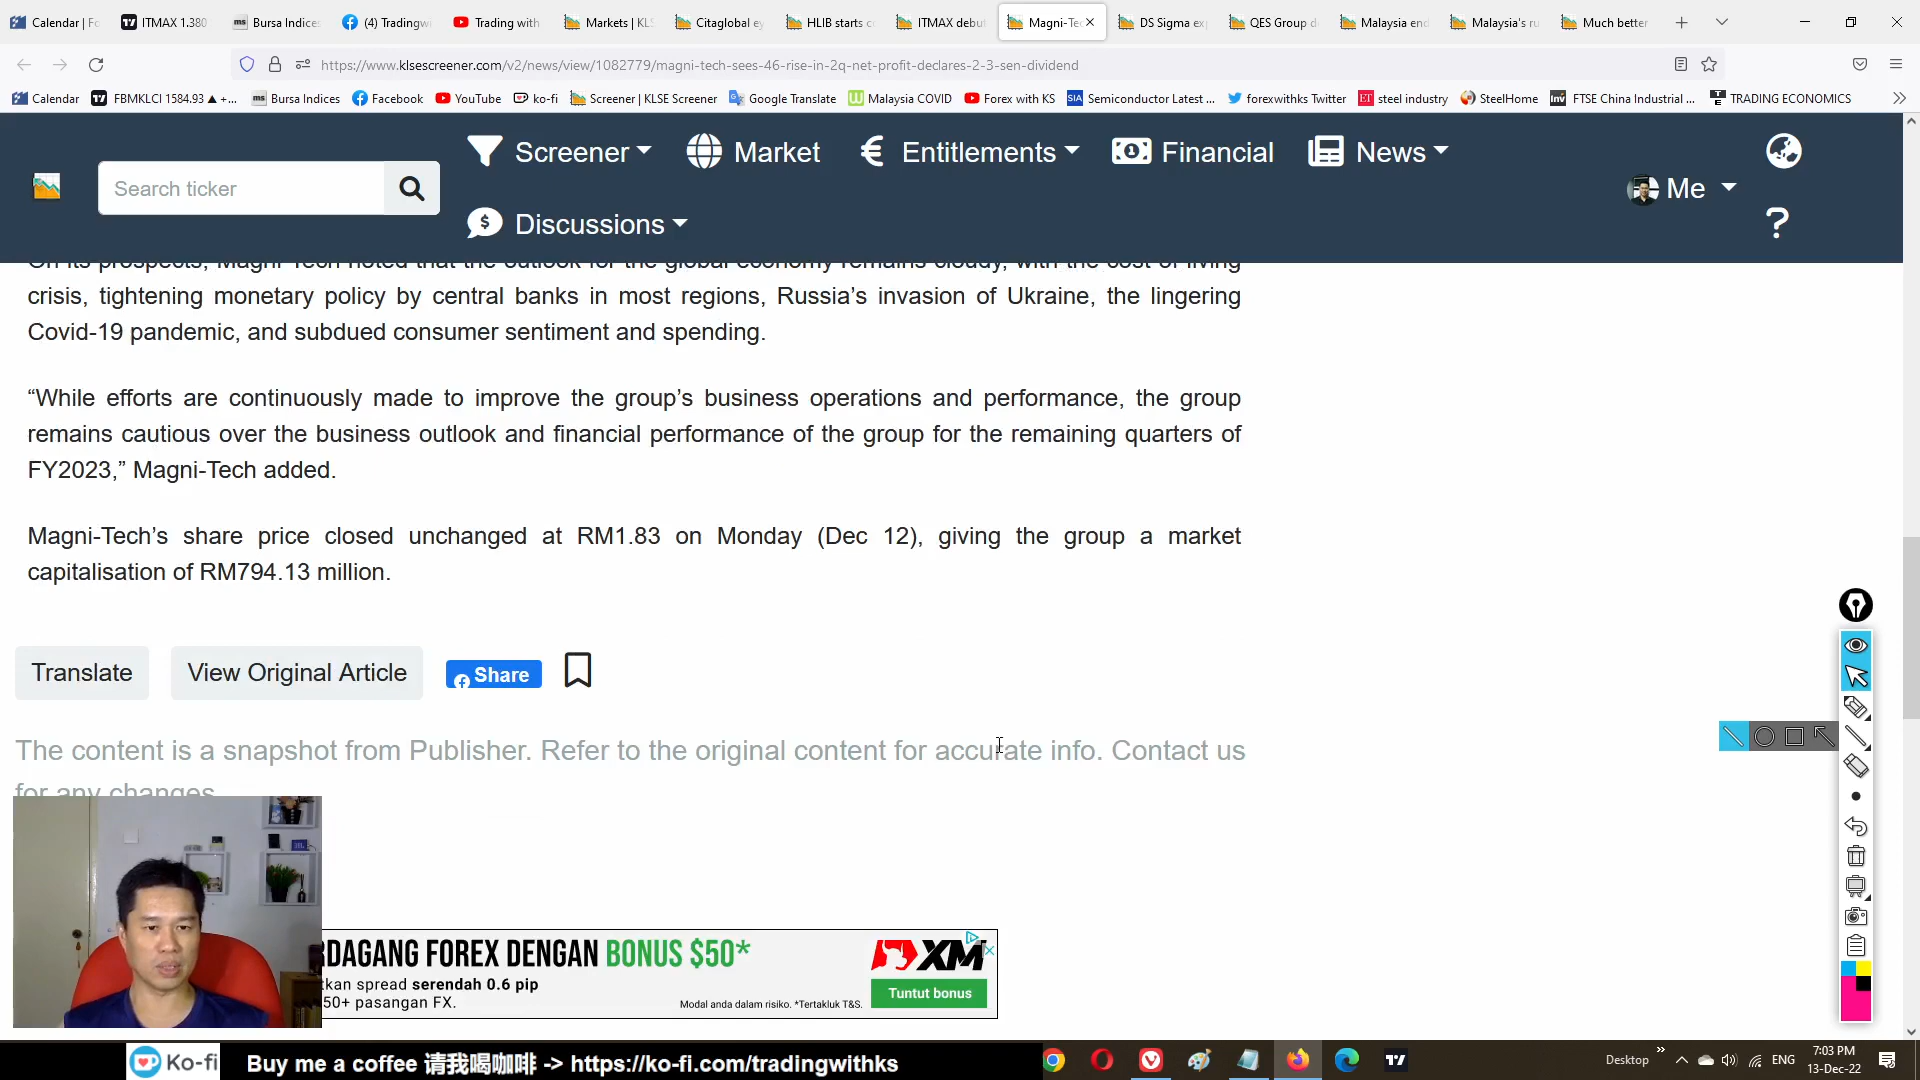 Calendar | Fo
ITMAX 1.380
Bursa Indices
(4) Tradingwi
Trading with
Markets | KLS
Citaglobal ey
HLIB starts c
ITMAX debut
Magni-Te
DS Sigma ex
QES Group d
Malaysia end
Malaysia's ru
Much better
https://www.klsescreener.com/v2/news/view/1082779/magni-tech-sees-46-rise-in-2q-net-profit-declares-2-3-sen-dividend
Calendar
FBMKLCI 1584.93 ▲ +...
Bursa Indices
Facebook
YouTube
ko-fi
Screener | KLSE Screener
Google Translate
Malaysia COVID
Forex with KS
SIA Semiconductor Latest ...
forexwithks Twitter
ET steel industry
SteelHome
Inv FTSE China Industrial ...
TRADING ECONOMICS
Search ticker
Screener
Market
Entitlements
Financial
News
Discussions
Me
?
On its prospects, Magni-Tech noted that the outlook for the global economy remains cloudy, with the cost of living
crisis, tightening monetary policy by central banks in most regions, Russia’s invasion of Ukraine, the lingering
Covid-19 pandemic, and subdued consumer sentiment and spending.
“While efforts are continuously made to improve the group’s business operations and performance, the group
remains cautious over the business outlook and financial performance of the group for the remaining quarters of
FY2023,” Magni-Tech added.
Magni-Tech’s share price closed unchanged at RM1.83 on Monday (Dec 12), giving the group a market
capitalisation of RM794.13 million.
Translate
View Original Article
Share
The content is a snapshot from Publisher. Refer to the original content for accurate info. Contact us
for any changes
RDAGANG FOREX DENGAN BONUS $50*
tkan spread serendah 0.6 pip
50+ pasangan FX.
Modal anda dalam risiko. *Tertakluk T&S.
XM
Tuntut bonus
Ko-fi
Buy me a coffee 请我喝咖啡 -> https://ko-fi.com/tradingwithks
Desktop
ENG
7:03 PM
13-Dec-22